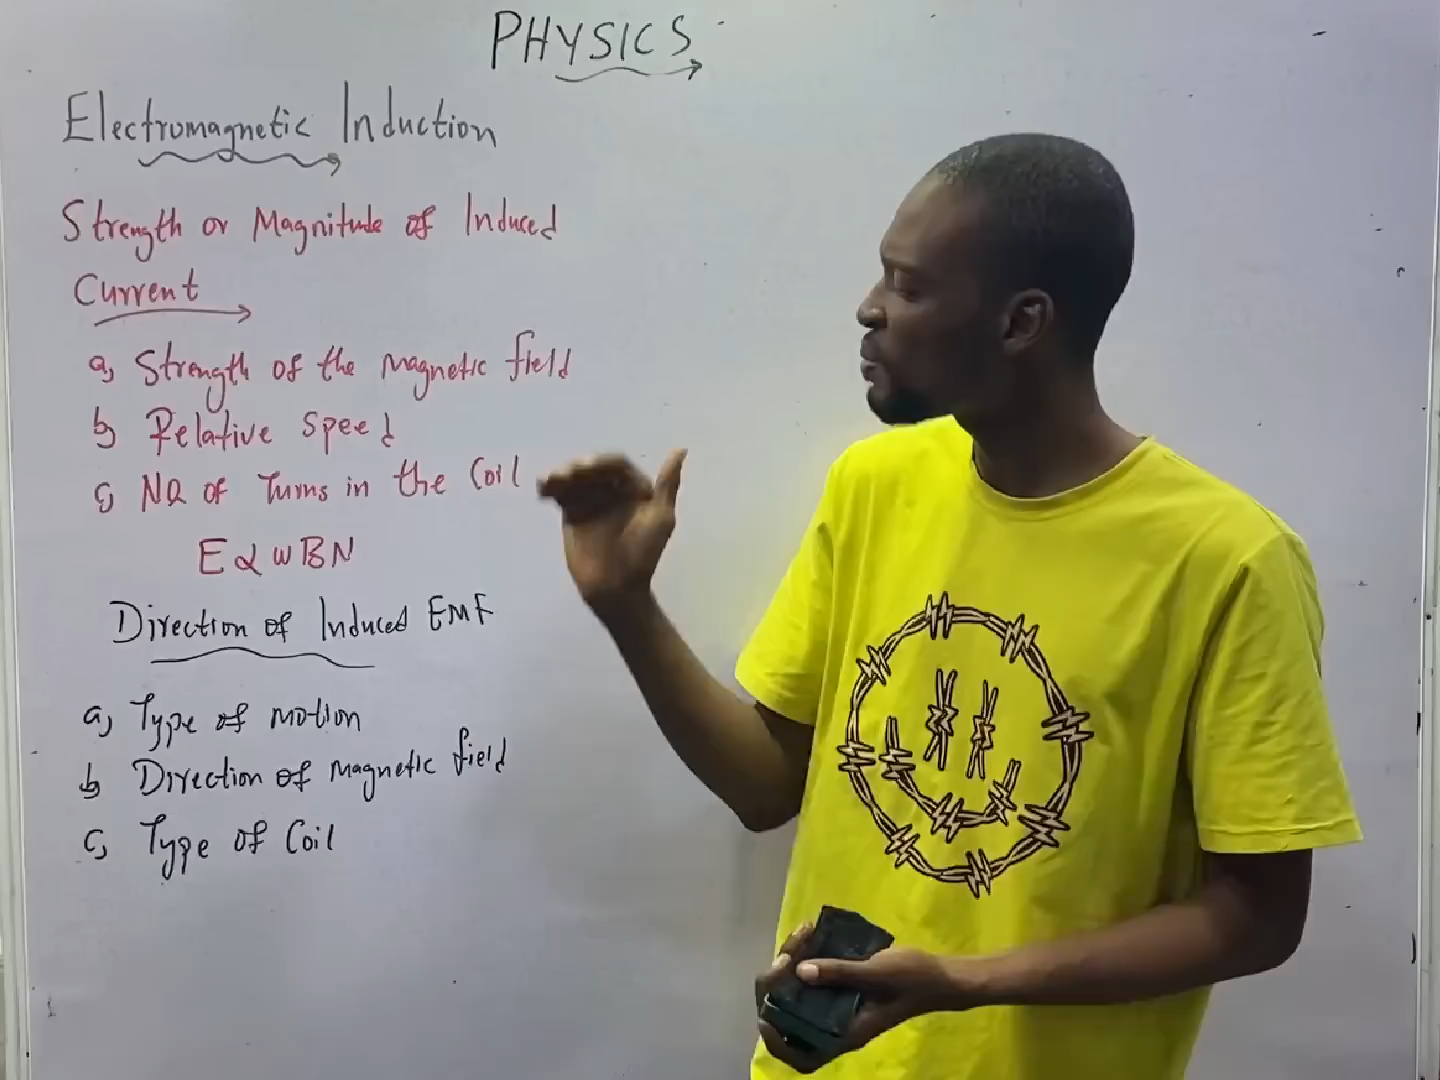 PHYSICS
Electromagnetic Induction
Strength or Magnitude of Induced
Current
a, Strength of the Magnetic field
b Relative Speed
c, No of Turns in the Coil
E α ω B N
Direction of Induced EMF
a, Type of motion
b Direction of magnetic field
c, Type of Coil